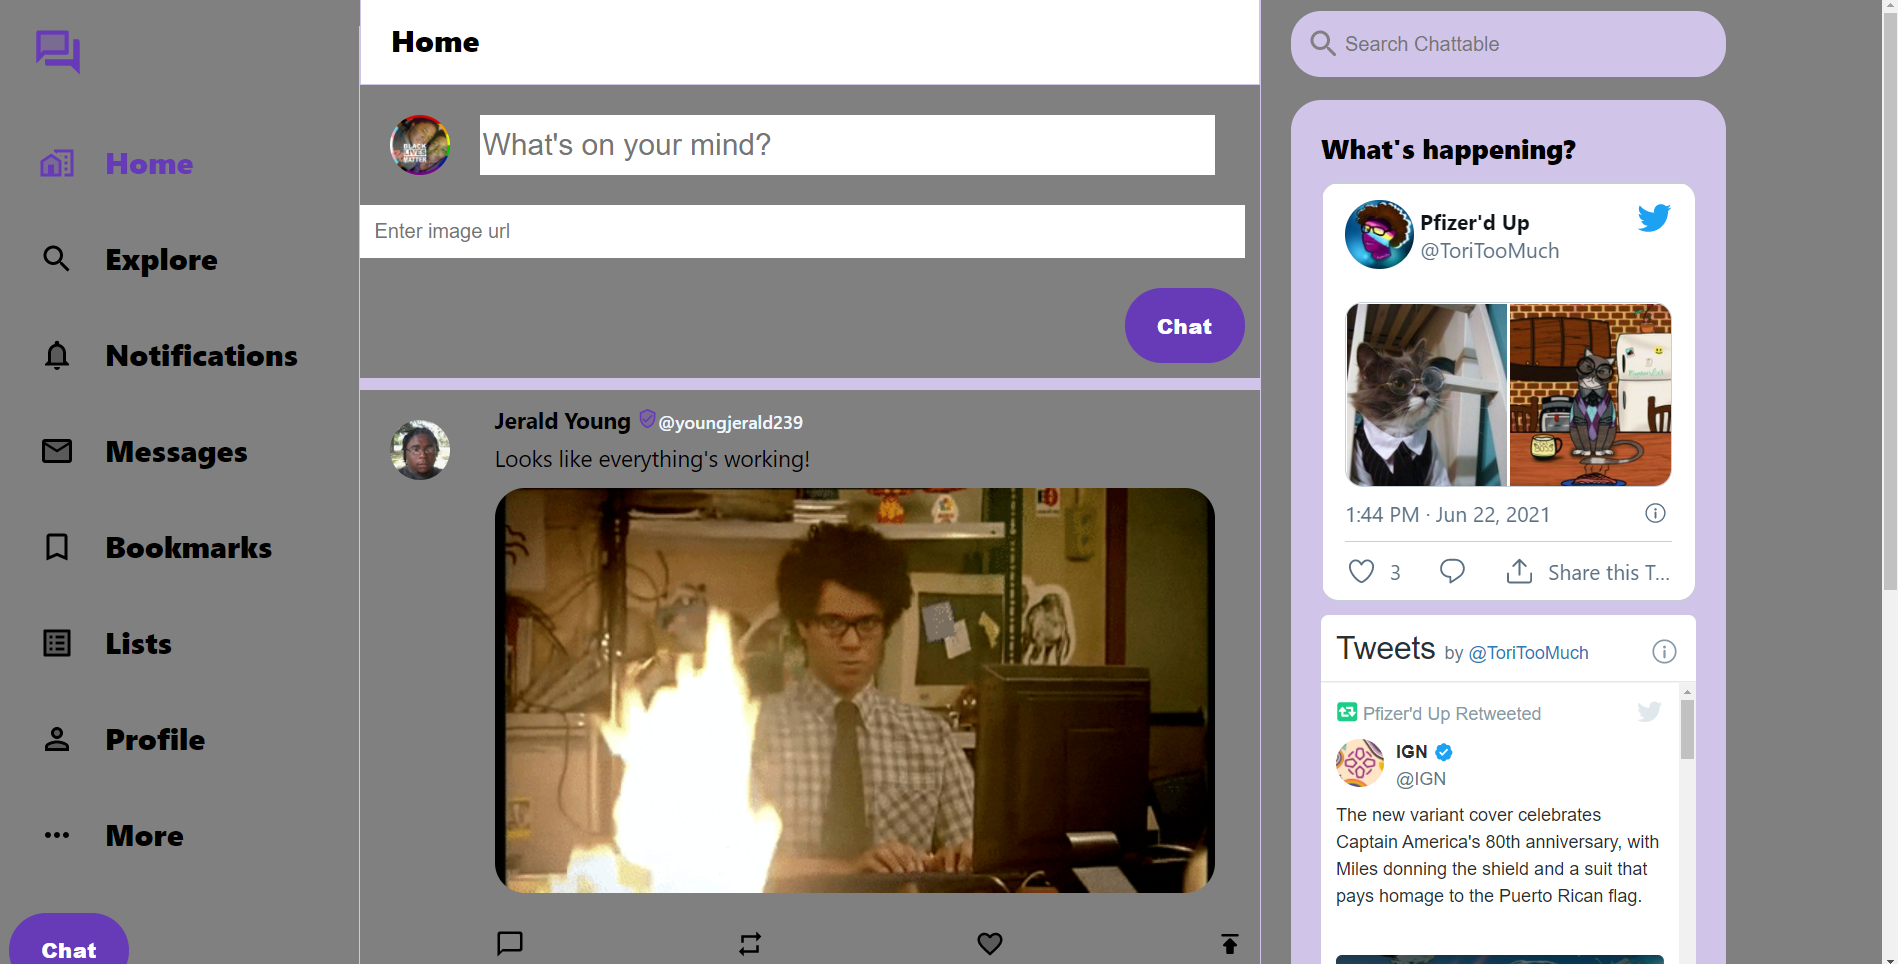 Home
Explore
Notifications
Messages
Bookmarks
Lists
Profile
More
Chat
Home
BLACK
LIVES
MATTER
What's on your mind?
Enter image url
Chat
Jerald Young @youngjerald239
Looks like everything's working!
Search Chattable
What's happening?
Pfizer'd Up
@ToriTooMuch
1:44 PM · Jun 22, 2021
3 Share this T...
Tweets by @ToriTooMuch
Pfizer'd Up Retweeted
IGN
@IGN
The new variant cover celebrates
Captain America's 80th anniversary, with
Miles donning the shield and a suit that
pays homage to the Puerto Rican flag.